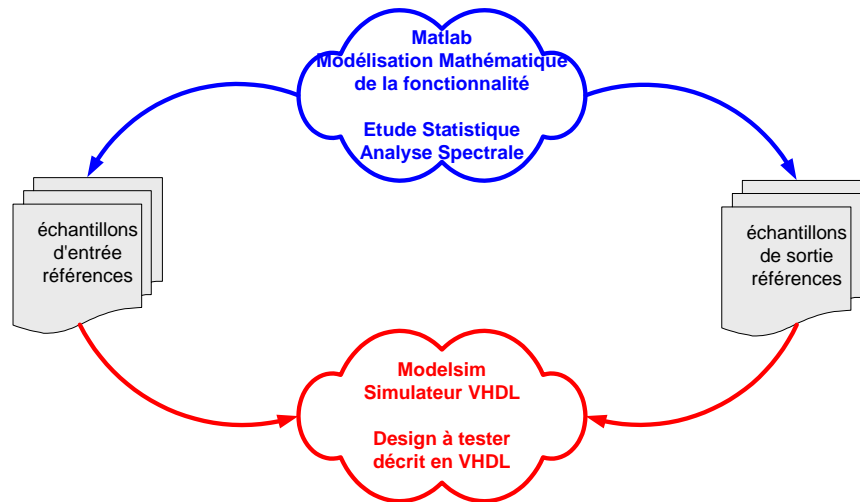 Matlab
Modélisation Mathématique
de la fonctionnalité
Etude Statistique
Analyse Spectrale
échantillons
d'entrée
références
échantillons
de sortie
références
Modelsim
Simulateur VHDL
Design à tester
décrit en VHDL